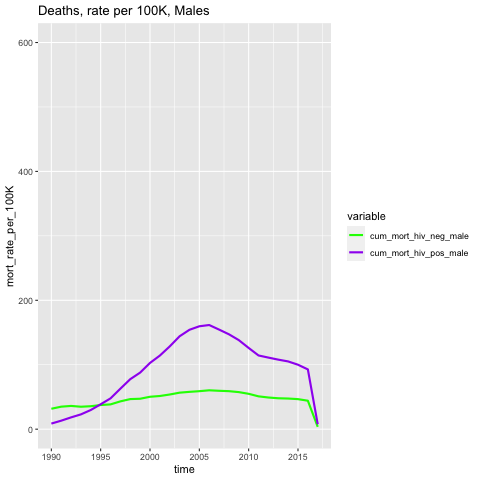 Deaths, rate per 100K, Males
600
400
200
0
mort_rate_per_100K
1990 1995 2000 2005 2010 2015
time
variable
cum_mort_hiv_neg_male
cum_mort_hiv_pos_male